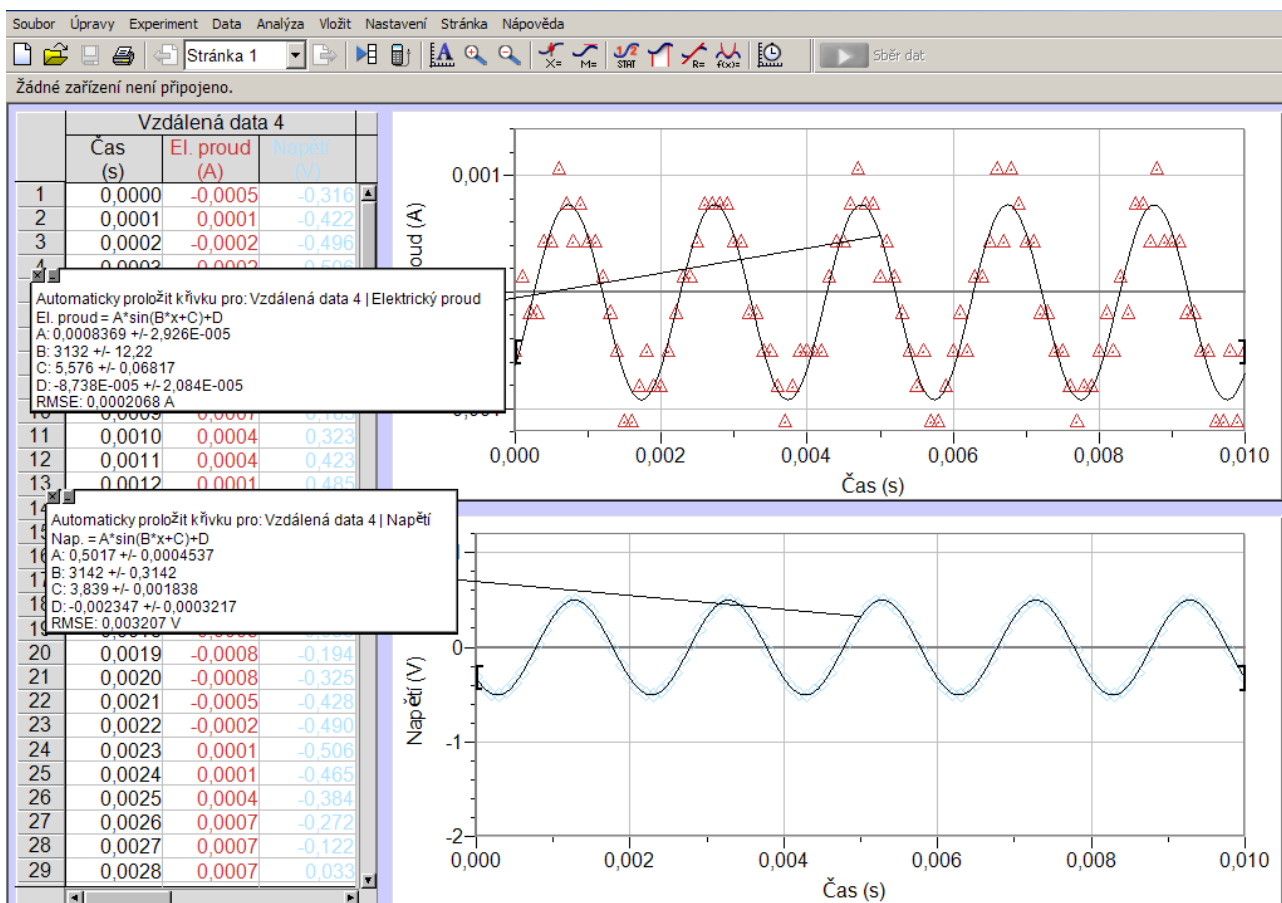 Soubor Úpravy Experiment Data Analýza Vložit Nastavení Stránka Nápověda
Stránka 1
X= M= STAT R= f(x)= Sběr dat
Žádné zařízení není připojeno.
Vzdálená data 4
Čas El. proud Napětí
(s) (A) (V)
1 0,0000 -0,0005 -0,316
2 0,0001 0,0001 -0,422
3 0,0002 -0,0002 -0,496
Automaticky proložit křivku pro: Vzdálená data 4 | Elektrický proud
El. proud = A*sin(B*x+C)+D
A: 0,0008369 +/- 2,926E-005
B: 3132 +/- 12,22
C: 5,576 +/- 0,06817
D: -8,738E-005 +/- 2,084E-005
RMSE: 0,0002068 A
11 0,0010 0,0004 0,323
12 0,0011 0,0004 0,423
13 0,0012 0,0001 0,485
Automaticky proložit křivku pro: Vzdálená data 4 | Napětí
Nap. = A*sin(B*x+C)+D
A: 0,5017 +/- 0,0004537
B: 3142 +/- 0,3142
C: 3,839 +/- 0,001838
D: -0,002347 +/- 0,0003217
RMSE: 0,003207 V
20 0,0019 -0,0008 -0,194
21 0,0020 -0,0008 -0,325
22 0,0021 -0,0005 -0,428
23 0,0022 -0,0002 -0,490
24 0,0023 0,0001 -0,506
25 0,0024 0,0001 -0,465
26 0,0025 0,0004 -0,384
27 0,0026 0,0007 -0,272
28 0,0027 0,0007 -0,122
29 0,0028 0,0007 0,033
0,001
oud (A)
0,000 0,002 0,004 0,006 0,008 0,010
Čas (s)
Napětí (V)
0
-1
-2
0,000 0,002 0,004 0,006 0,008 0,010
Čas (s)